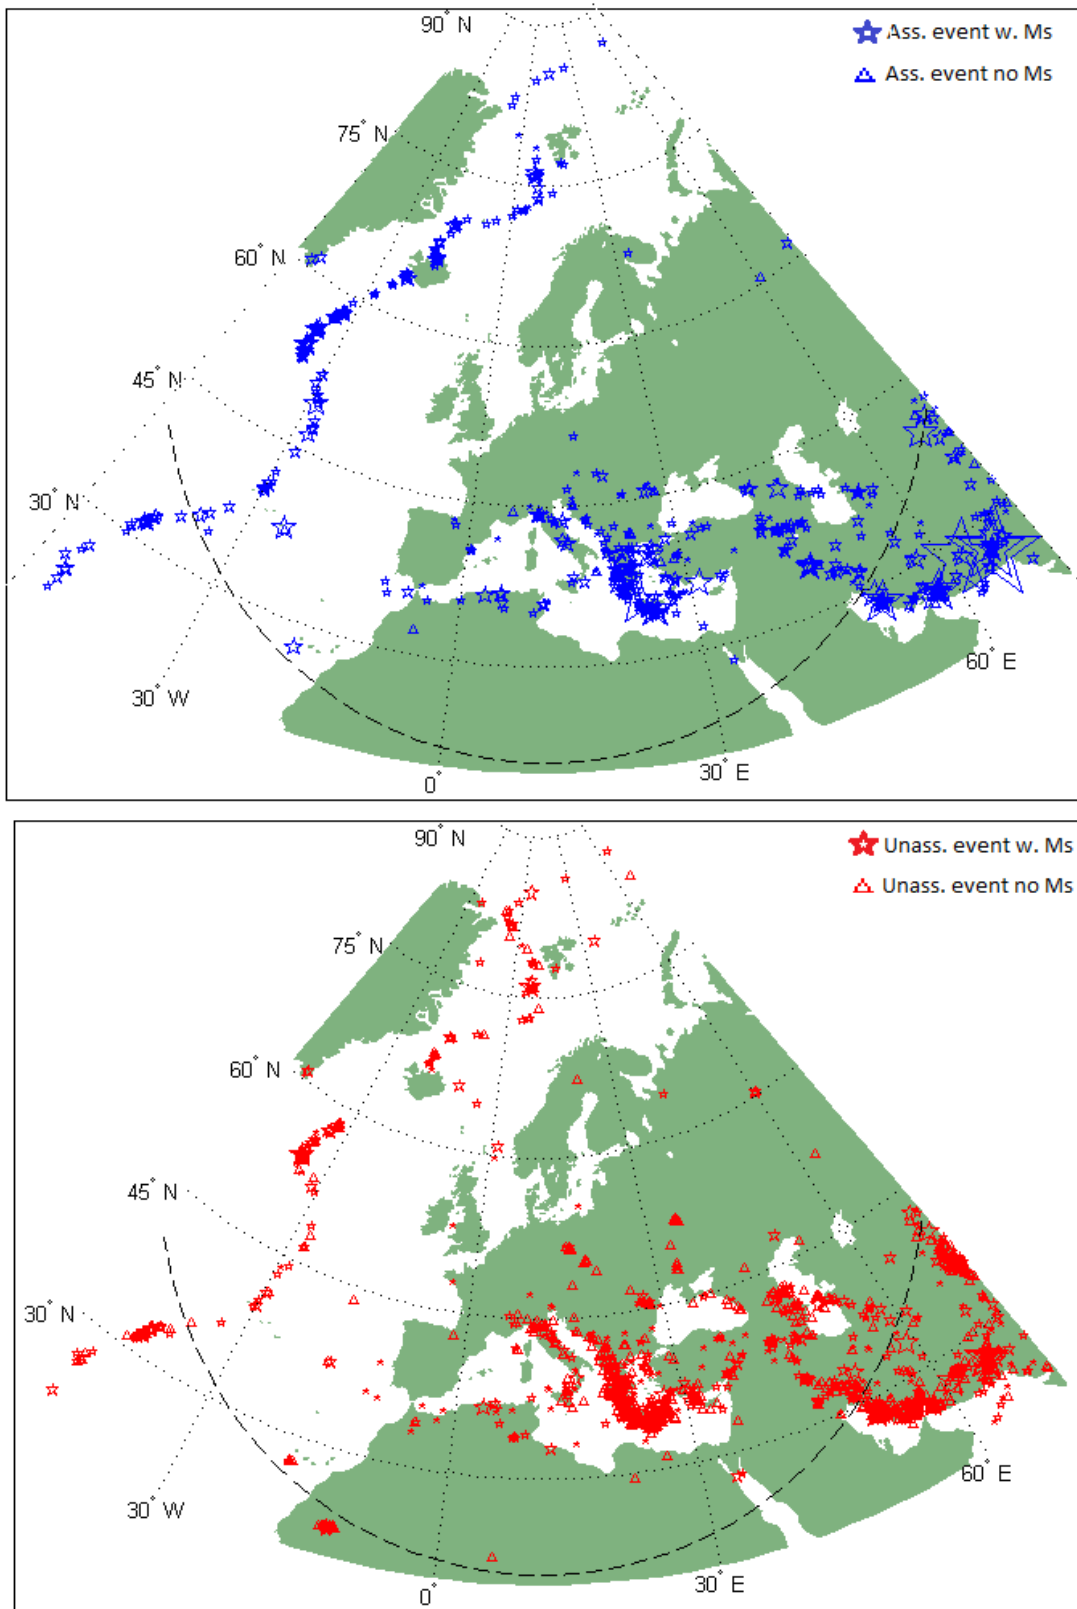 90° N
Ass. event w. Ms
Ass. event no Ms
75° N
60° N
45° N
30° N
30° W
0°
30° E
60° E
90° N
Unass. event w. Ms
Unass. event no Ms
75° N
60° N
45° N
30° N
30° W
0°
30° E
60° E